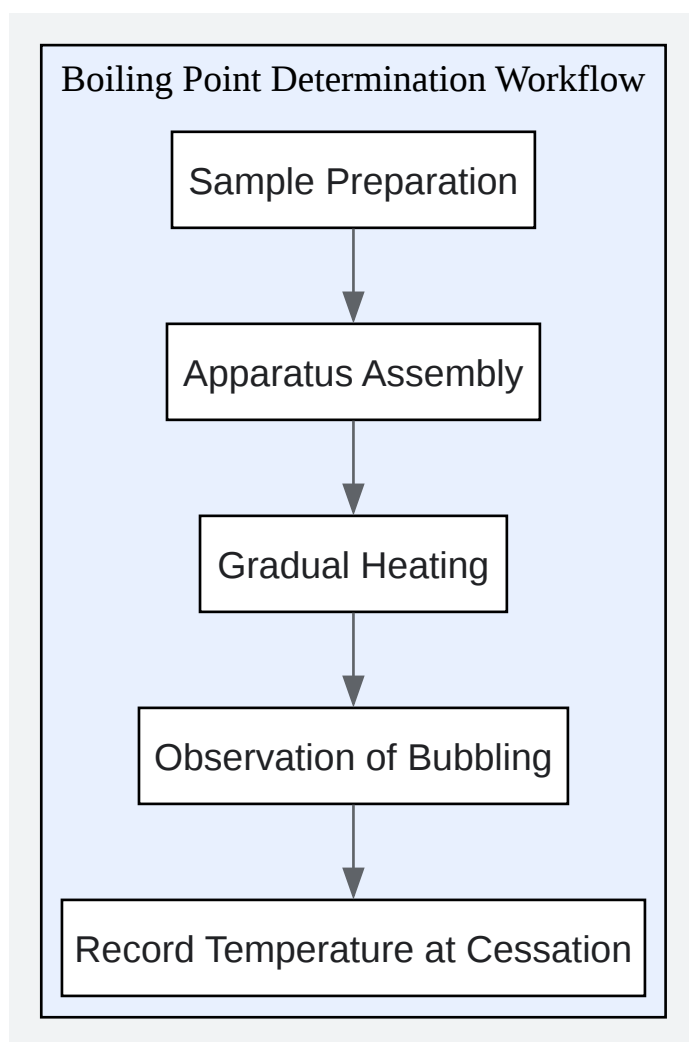 Boiling Point Determination Workflow
Sample Preparation
Apparatus Assembly
Gradual Heating
Observation of Bubbling
Record Temperature at Cessation